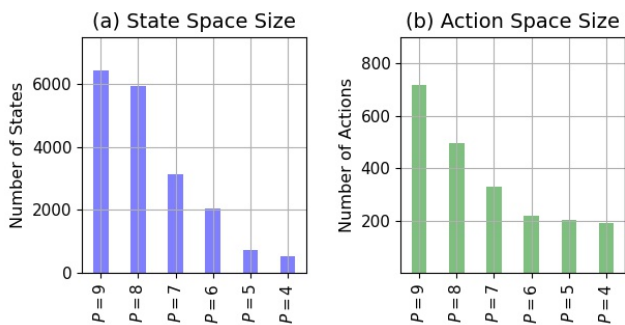 (a) State Space Size
Number of States
6000
4000
2000
0
P = 9
P = 8
P = 7
P = 6
P = 5
P = 4
(b) Action Space Size
Number of Actions
800
600
400
200
P = 9
P = 8
P = 7
P = 6
P = 5
P = 4